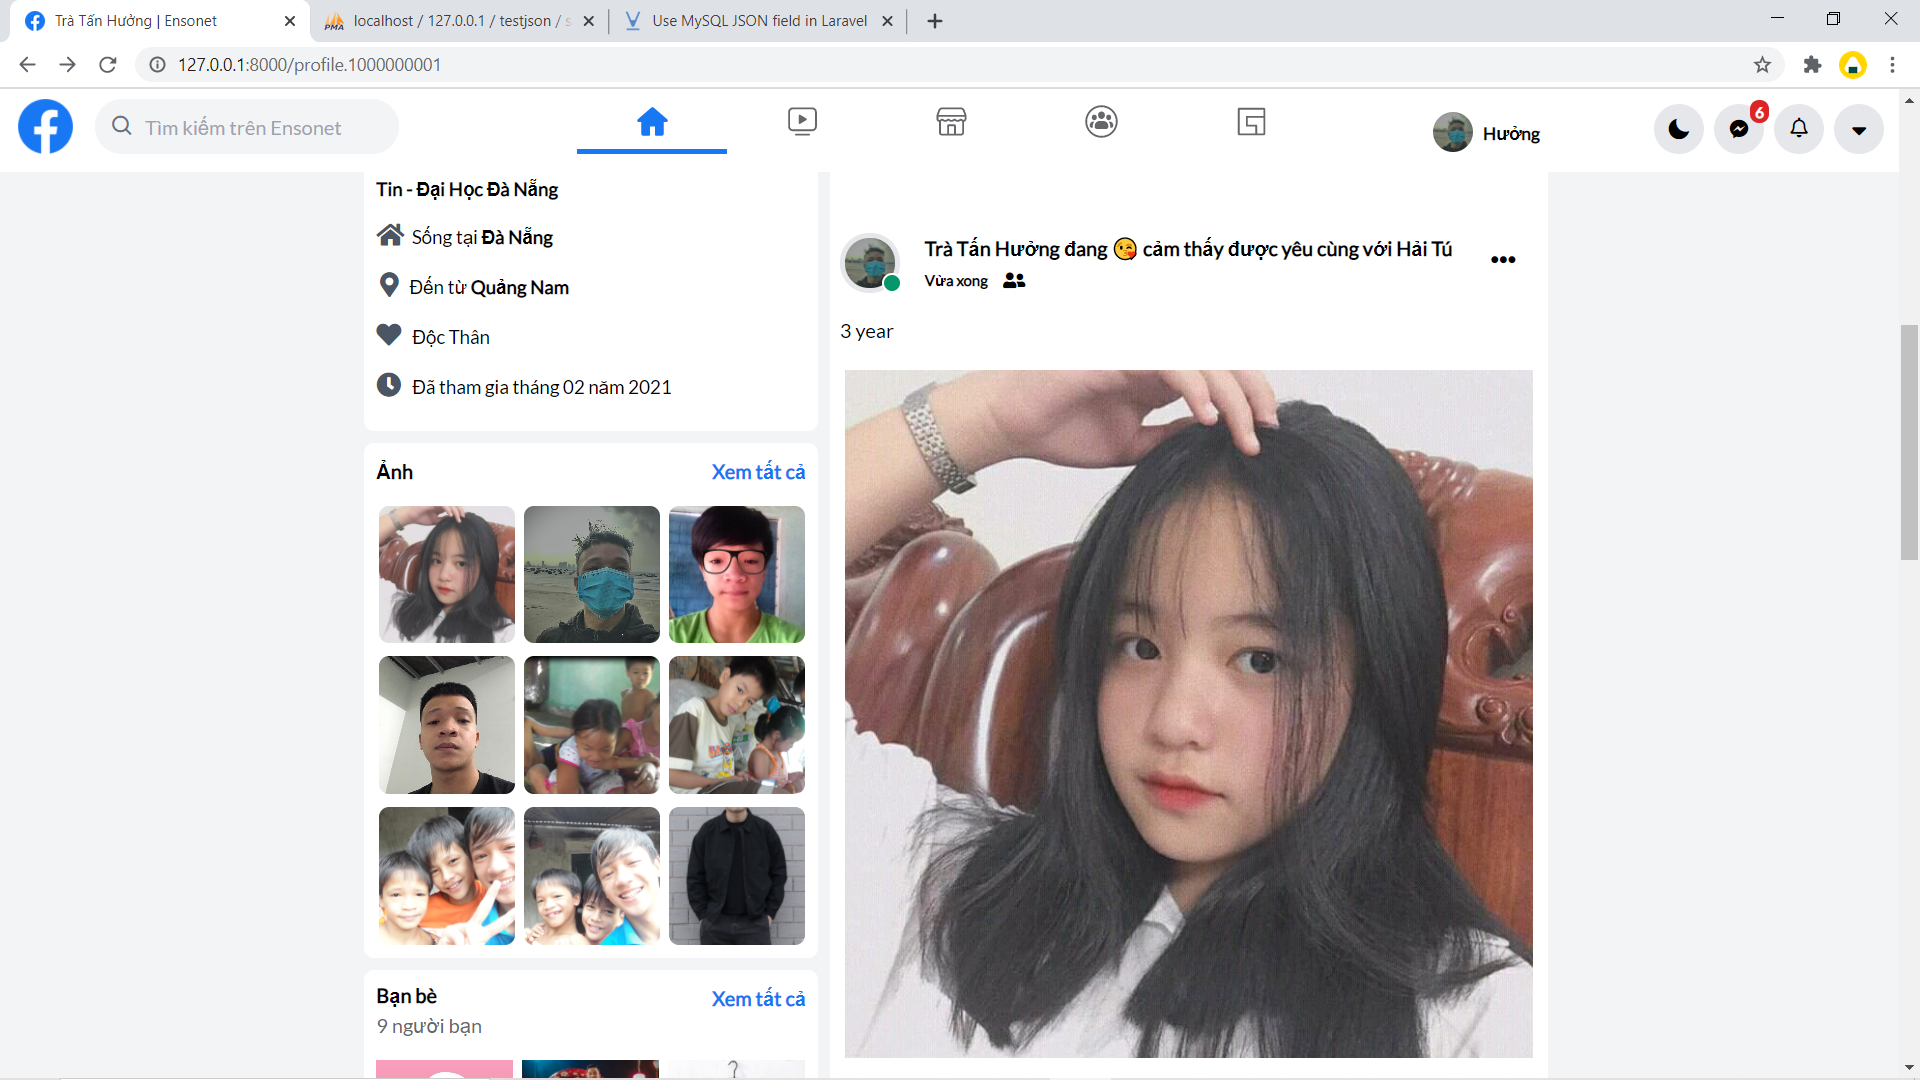 Trà Tấn Hưởng | Ensonet
localhost / 127.0.0.1 / testjson / s
Use MySQL JSON field in Laravel
127.0.0.1:8000/profile.1000000001
Tìm kiếm trên Ensonet
Hưởng
6
Tin - Đại Học Đà Nẵng
Sống tại Đà Nẵng
Đến từ Quảng Nam
Độc Thân
Đã tham gia tháng 02 năm 2021
Ảnh
Xem tất cả
Bạn bè
Xem tất cả
9 người bạn
Trà Tấn Hưởng đang 😘 cảm thấy được yêu cùng với Hải Tú
Vừa xong
3 year